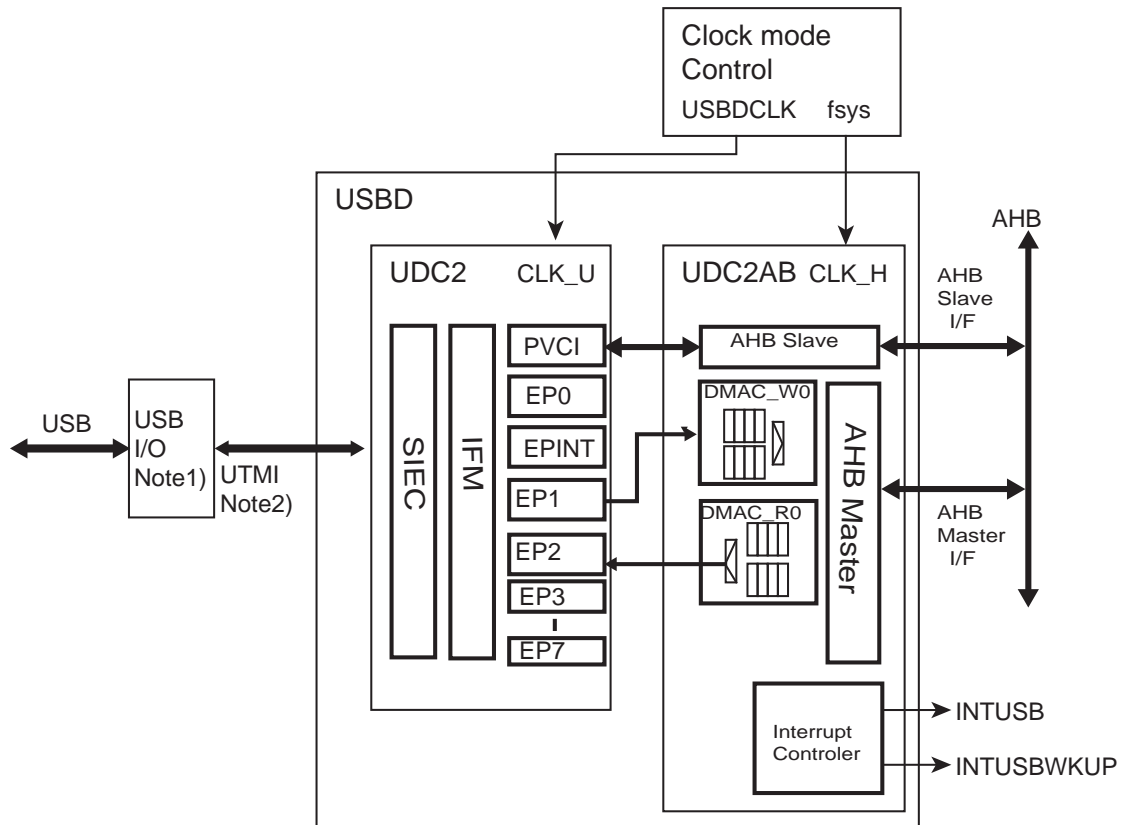 Clock mode
Control
USBDCLK fsys
USBD
AHB
UDC2 CLK_U
UDC2AB CLK_H
AHB
Slave
I/F
PVCI
AHB Slave
EP0
DMAC_W0
USB
USB
I/O
Note1)
UTMI
Note2)
SIEC
IFM
EPINT
AHB Master
EP1
DMAC_R0
AHB
Master
I/F
EP2
EP3
EP7
Interrupt
Controler
INTUSB
INTUSBWKUP